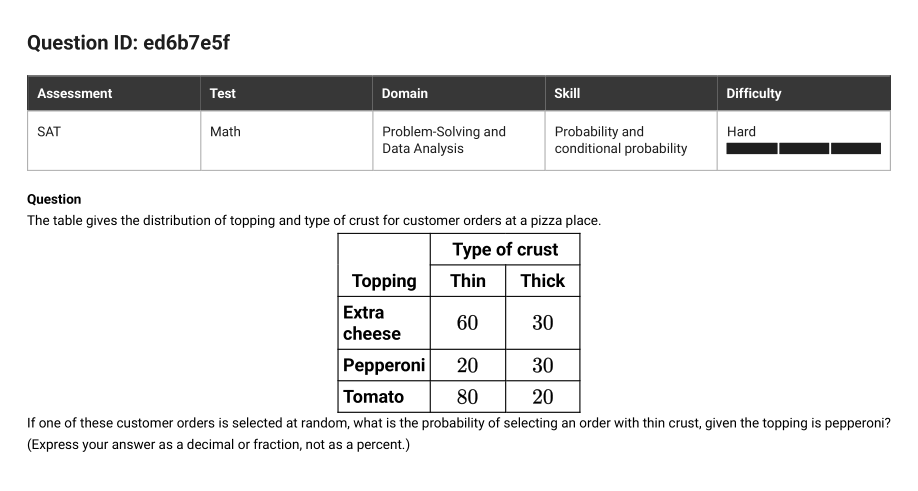 Question ID: ed6b7e5f
Assessment Test Domain Skill Difficulty
SAT Math Problem-Solving and Data Analysis Probability and conditional probability Hard
Question
The table gives the distribution of topping and type of crust for customer orders at a pizza place.
Type of crust
Topping Thin Thick
Extra cheese 60 30
Pepperoni 20 30
Tomato 80 20
If one of these customer orders is selected at random, what is the probability of selecting an order with thin crust, given the topping is pepperoni?
(Express your answer as a decimal or fraction, not as a percent.)